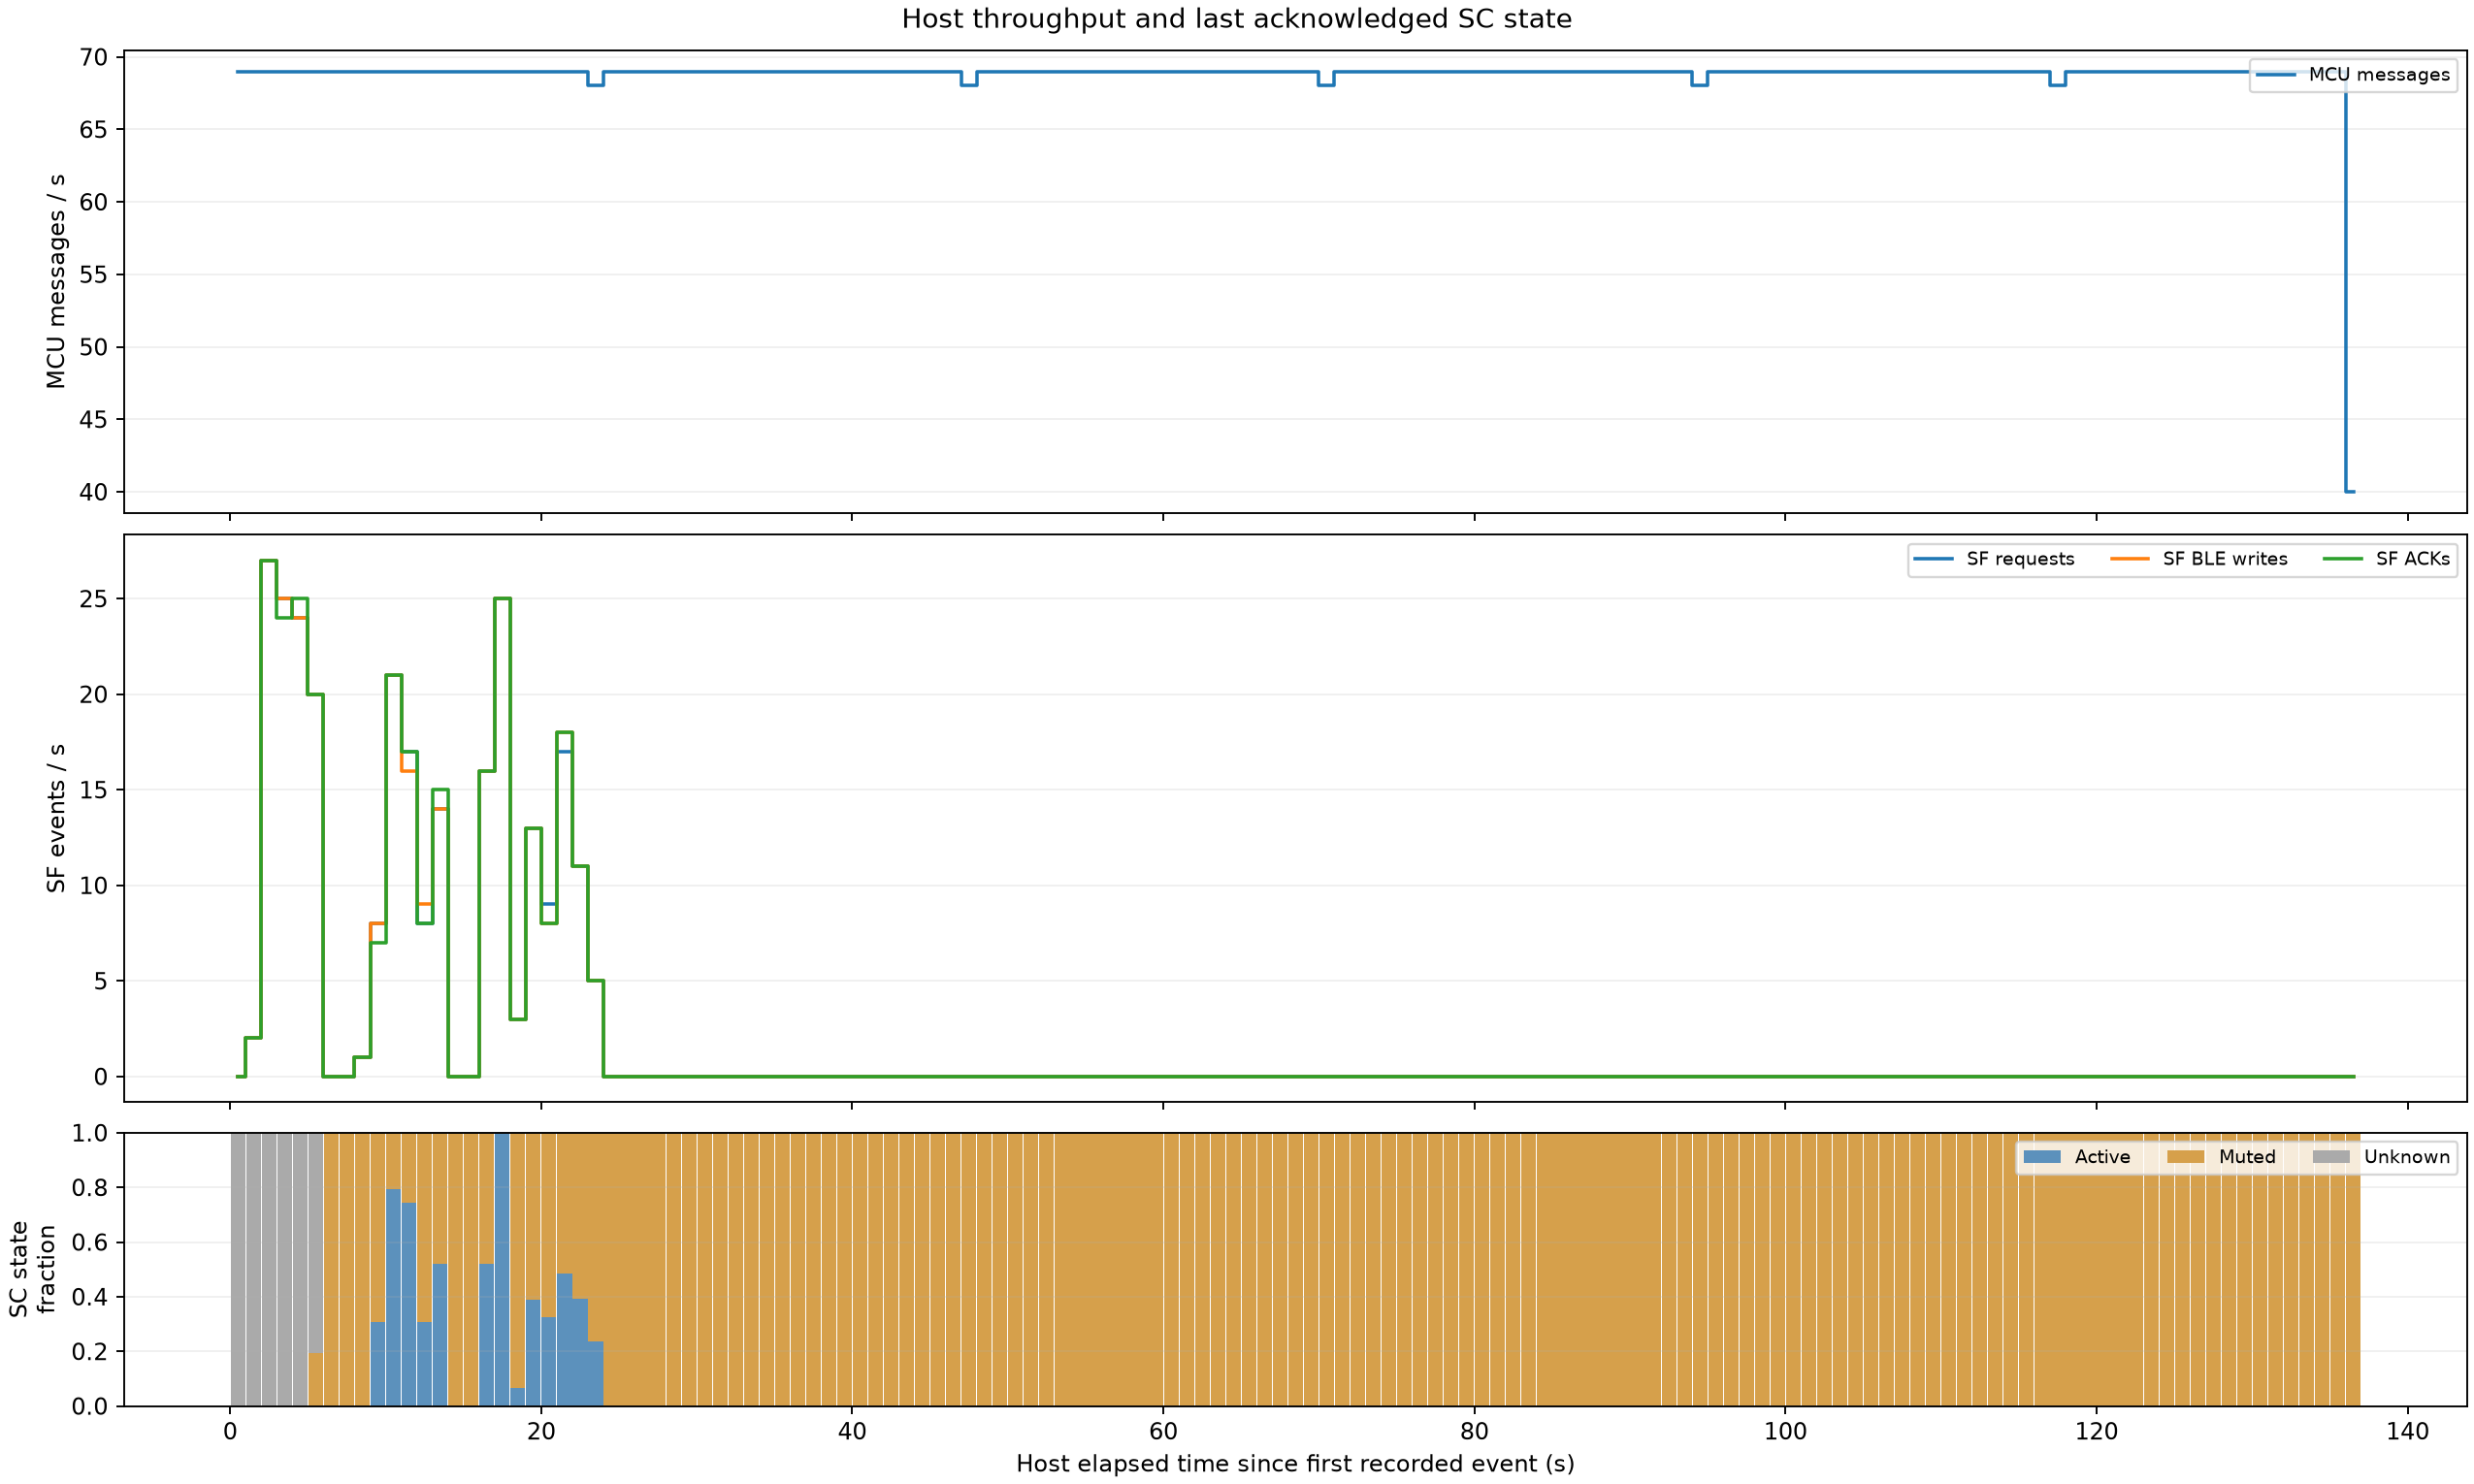 Host throughput and last acknowledged SC state
70
65
60
55
50
45
40
MCU messages / s
MCU messages
25
20
15
10
5
0
SF events / s
SF requests SF BLE writes SF ACKs
1.0
0.8
0.6
0.4
0.2
0.0
SC state
fraction
Active Muted Unknown
0 20 40 60 80 100 120 140
Host elapsed time since first recorded event (s)